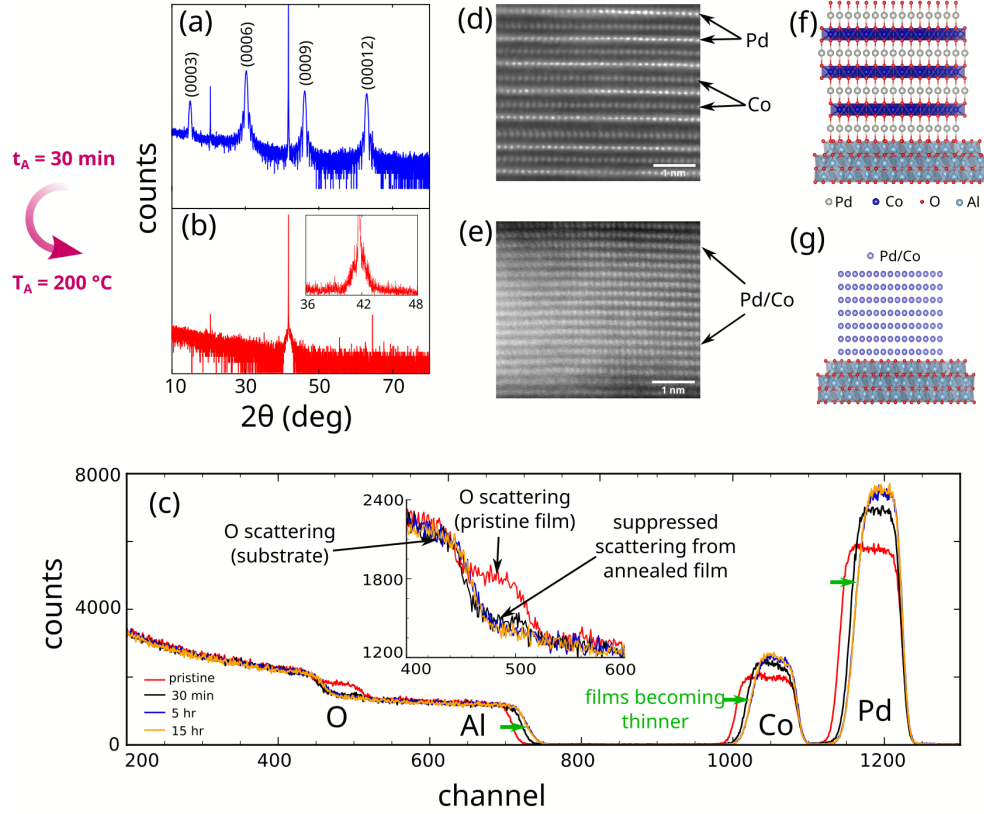 (a)
(0003)
(0006)
(0009)
(00012)
counts
t_A = 30 min
T_A = 200 °C
(b)
36 42 48
10 30 50 70
2θ (deg)
(d)
Pd
Co
1 nm
(e)
Pd/Co
1 nm
(f)
Pd Co O Al
(g)
Pd/Co
(c)
8000
4000
0
counts
2400
1800
1200
400 500 600
O scattering
(substrate)
O scattering
(pristine film)
suppressed
scattering from
annealed film
pristine
30 min
5 hr
15 hr
O
Al
films becoming
thinner
Co
Pd
200 400 600 800 1000 1200
channel